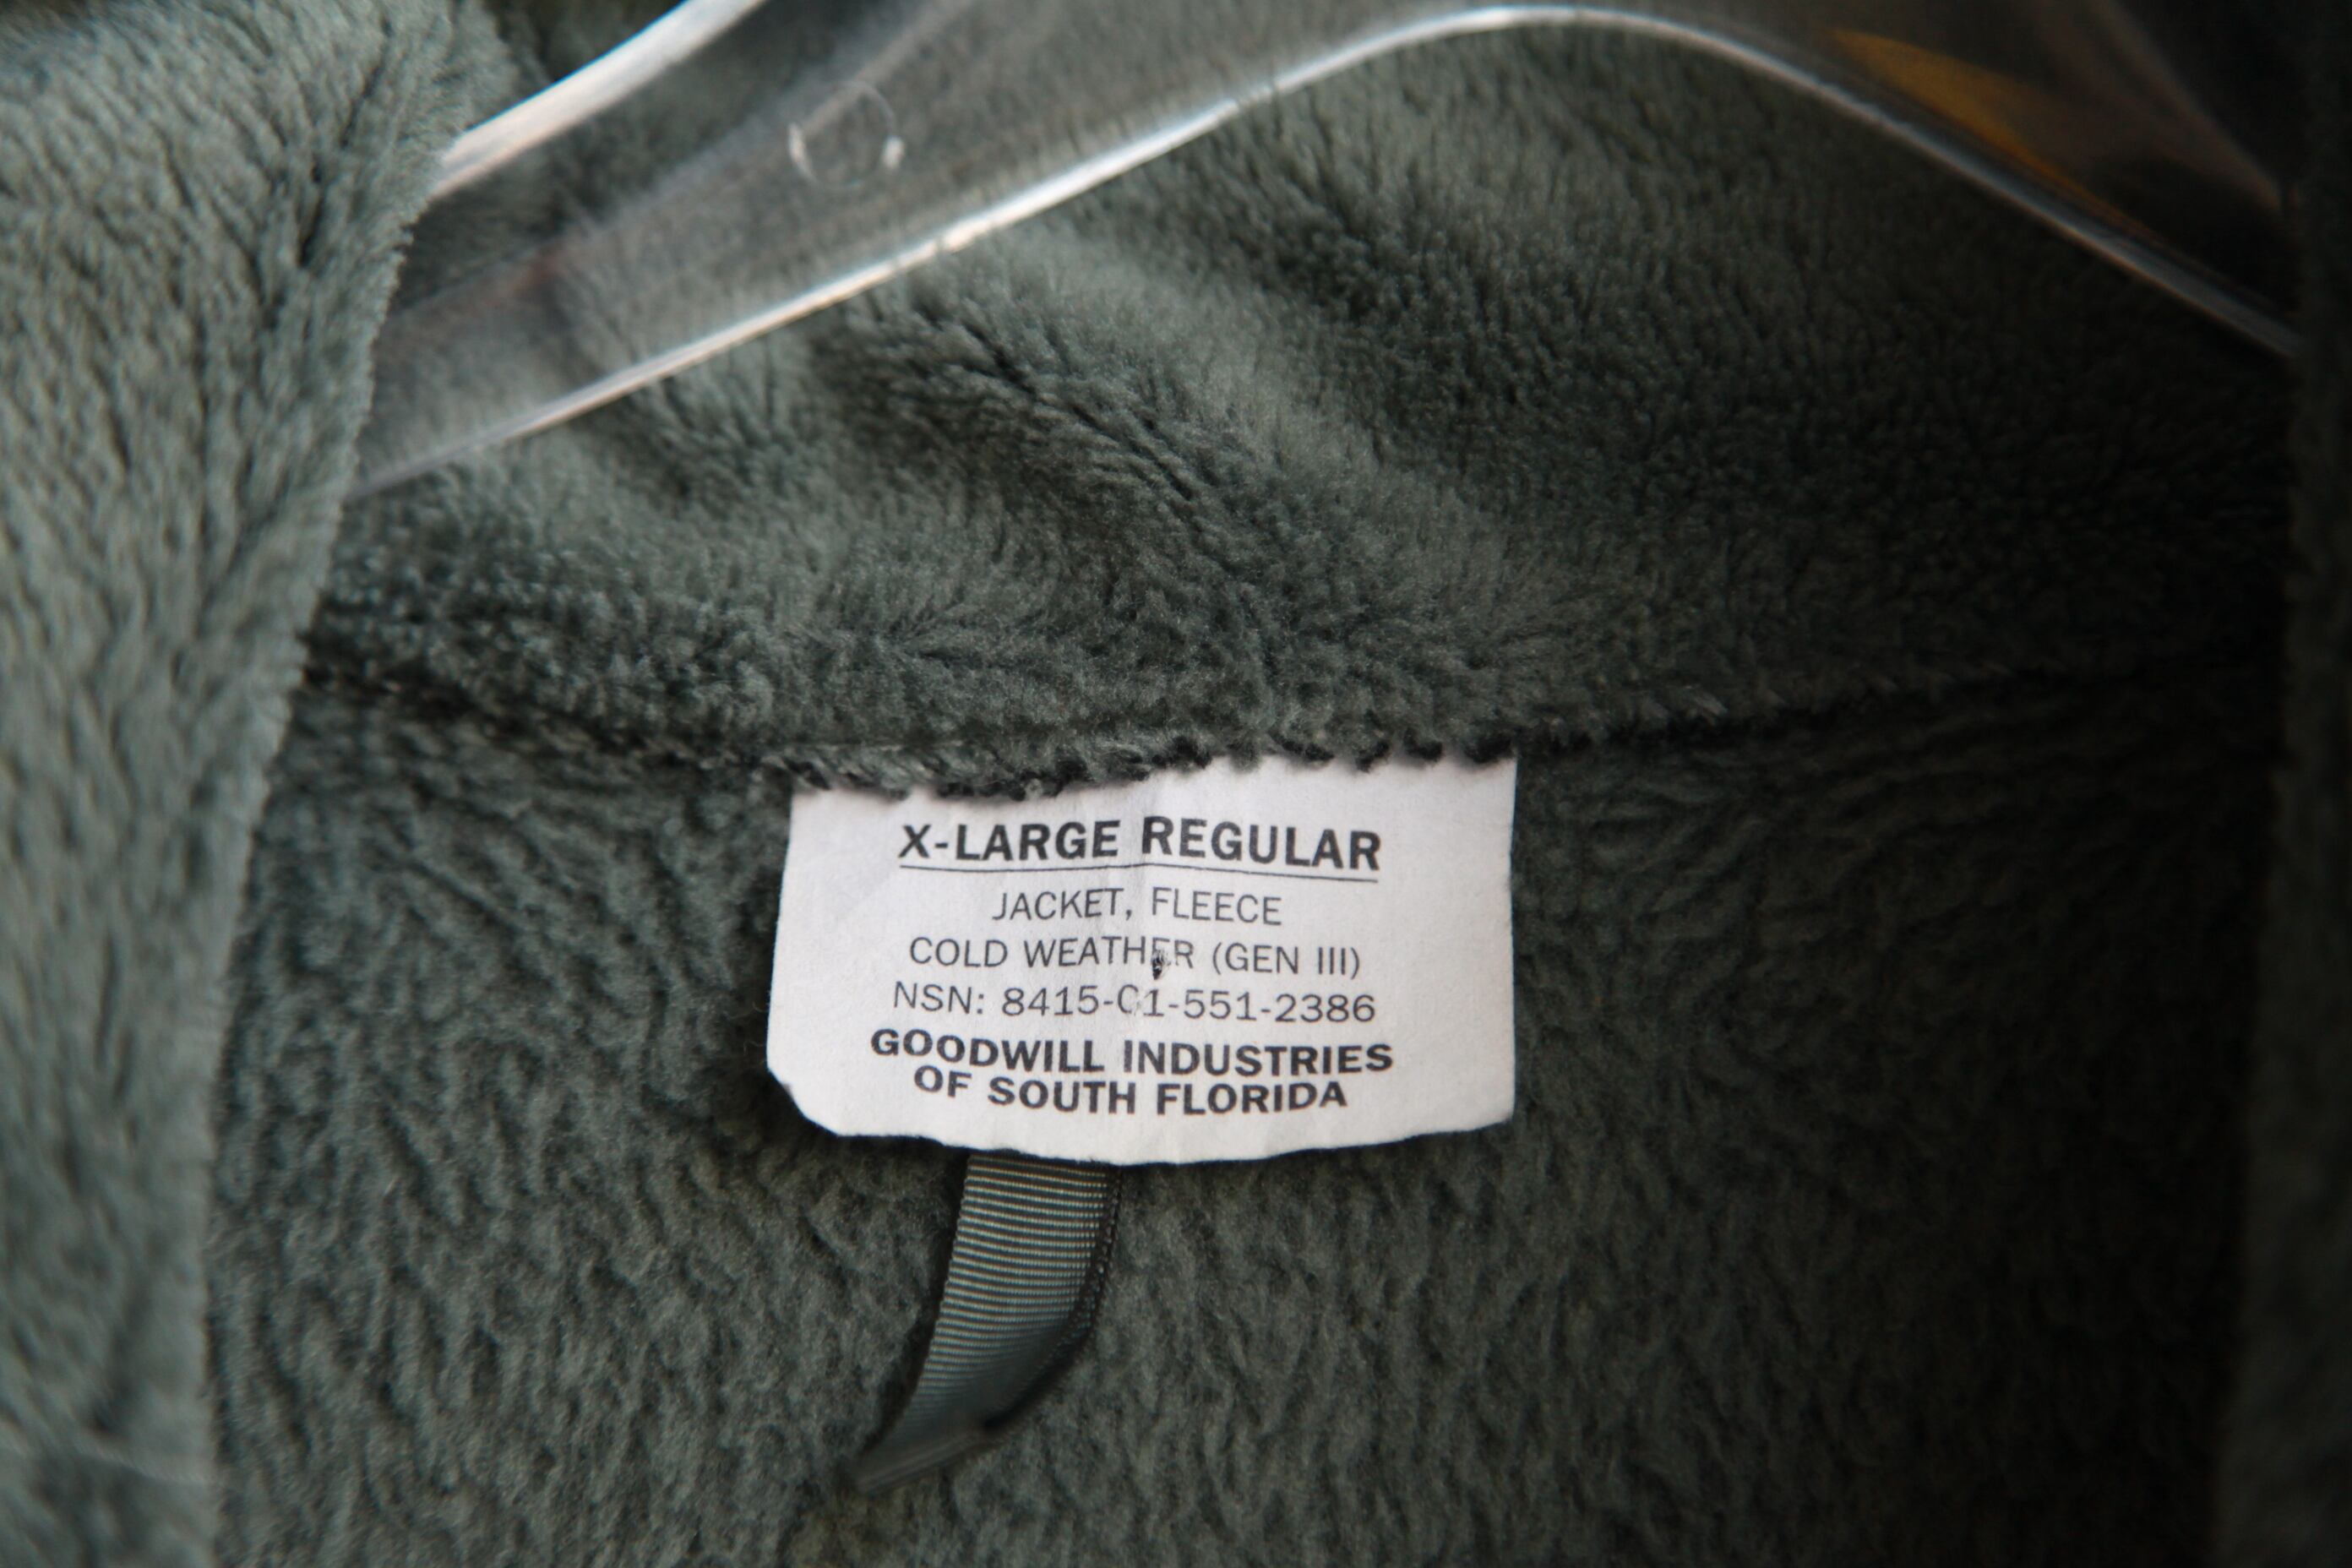 X-LARGE REGULAR
JACKET, FLEECE
COLD WEATHER (GEN III)
NSN: 8415-01-551-2386
GOODWILL INDUSTRIES
OF SOUTH FLORIDA